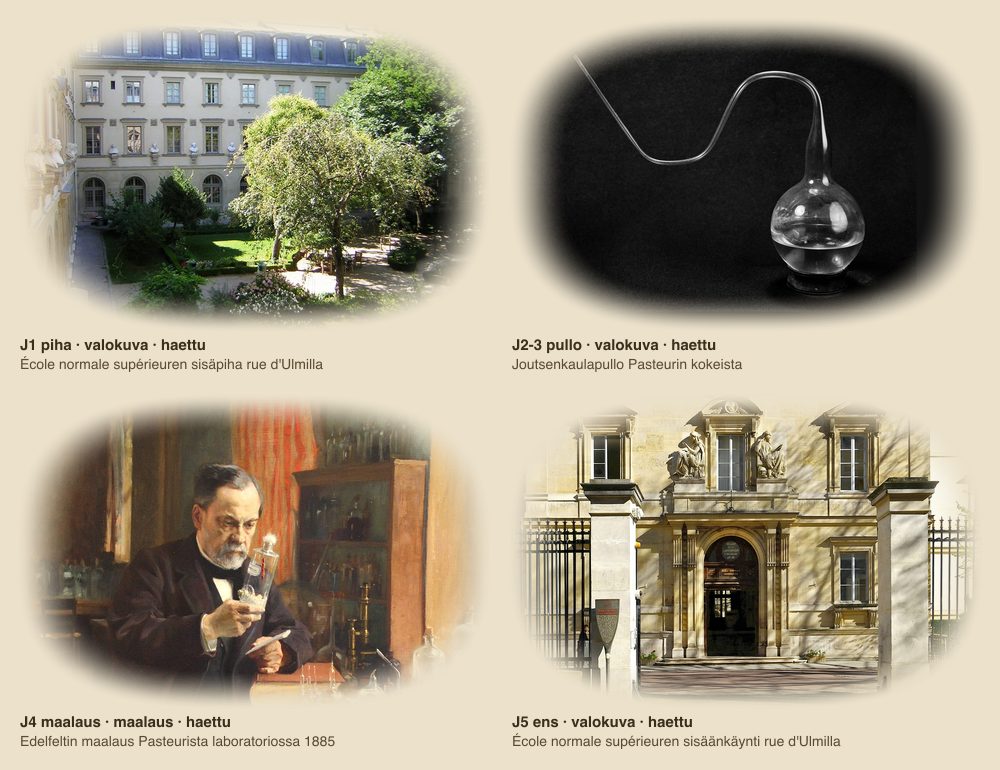 J1 piha · valokuva · haettu
École normale supérieuren sisäpiha rue d'Ulmilla
J2-3 pullo · valokuva · haettu
Joutsenkaulapullo Pasteurin kokeista
J4 maalaus · maalaus · haettu
Edelfeltin maalaus Pasteurista laboratoriossa 1885
J5 ens · valokuva · haettu
École normale supérieuren sisäänkäynti rue d'Ulmilla